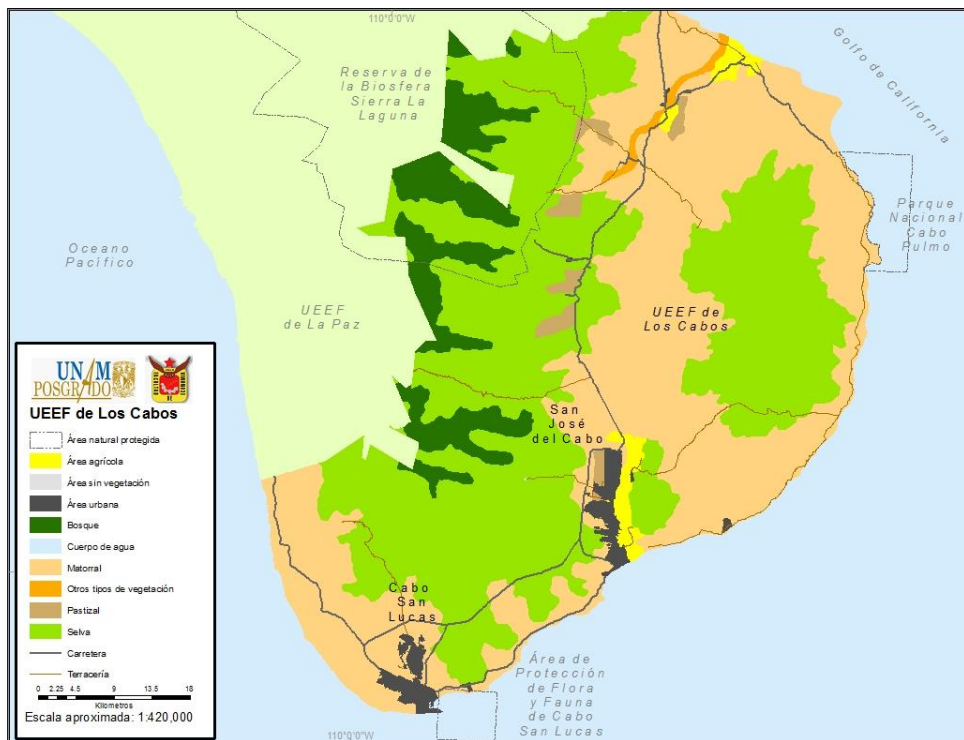 110°0'0"W
Reserva de
la Biosfera
Sierra La
Laguna
Golfo de California
Parque
Nacional
Cabo
Pulmo
Oceano
Pacífico
UEEF
de La Paz
UEEF de
Los Cabos
San
José
del Cabo
Cabo
San
Lucas
Área de
Protección
de Flora
y Fauna
de Cabo
San Lucas
110°0'0"W
UNAM
POSGRADO
UEEF de Los Cabos
Área natural protegida
Área agrícola
Área sin vegetación
Área urbana
Bosque
Cuerpo de agua
Matorral
Otros tipos de vegetación
Pastizal
Selva
Carretera
Terracería
0 2.25 4.5 9 13.5 18
Kilometros
Escala aproximada: 1:420,000